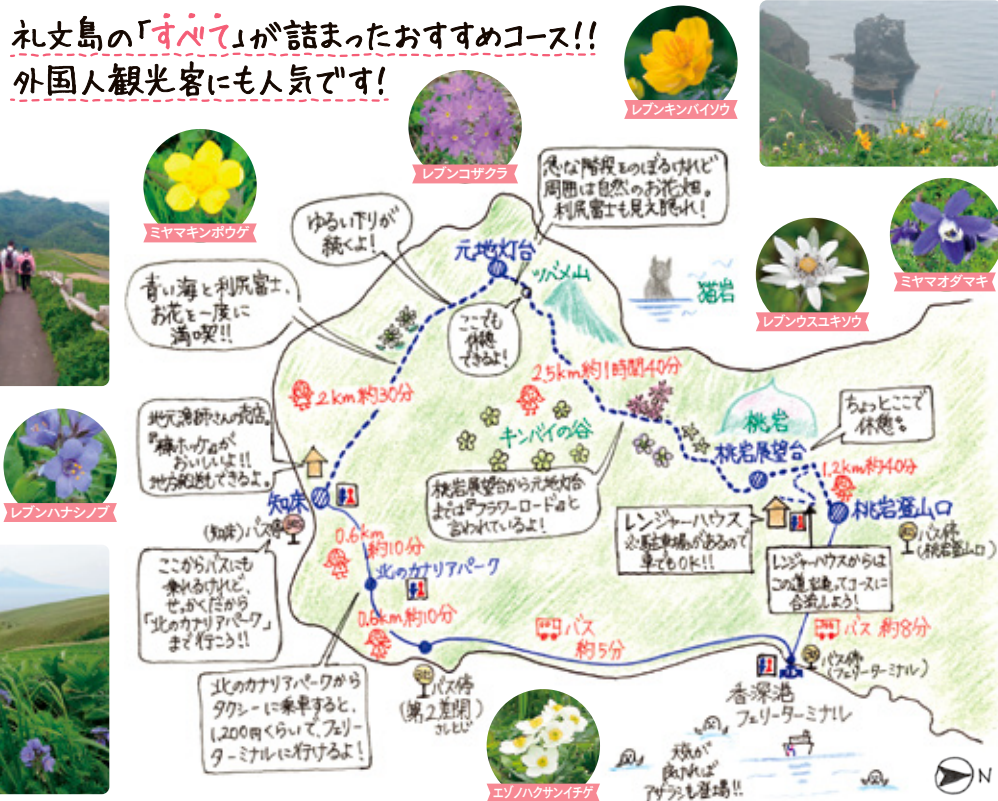 礼文島の「すべて」が詰まったおすすめコース!!
外国人観光客にも人気です!
レブンキンバイソウ
レブンコザクラ
ミヤマキンポウゲ
急な階段をのぼるけれど
周囲は自然のお花畑。
利尻富士も見え隠れ!
ゆるい下りが
続くよ!
元地灯台
ツバメ山
猫岩
レブンウスユキソウ
ミヤマオダマキ
青い海と利尻富士、
お花を一度に
満喫!!
ここでも
休憩
できるよ!
2km約30分
2.5km約1時間40分
キンバイの谷
桃岩
桃岩展望台
ちょっとここで
休憩
1.2km約40分
桃岩登山口
バス停
(桃岩登山口)
地元漁師さんの売店。
『糠ホッケ』が
おいしいよ!!
地方発送もできるよ。
レブンハナシノブ
知床
(知床)バス停
桃岩展望台から元地灯台
までは『フラワーロード』と
言われているよ!
レンジャーハウス
※駐車場があるので
車でもOK!!
レンジャーハウスからは
この道を通ってコースに
合流しよう!
0.6km
約10分
北のカナリアパーク
ここからバスにも
乗れるけれど、
せっかくだから
「北のカナリアパーク」
まで行こう!!
0.6km約10分
バス
約5分
バス 約8分
バス停
(フェリーターミナル)
香深港
フェリーターミナル
バス停
(第2差閉)
さしとじ
北のカナリアパークから
タクシーに乗車すると、
1,200円くらいで、フェリー
ターミナルに行けるよ!
エゾノハクサンイチゲ
天気が
良ければ
アザラシも登場!!
N